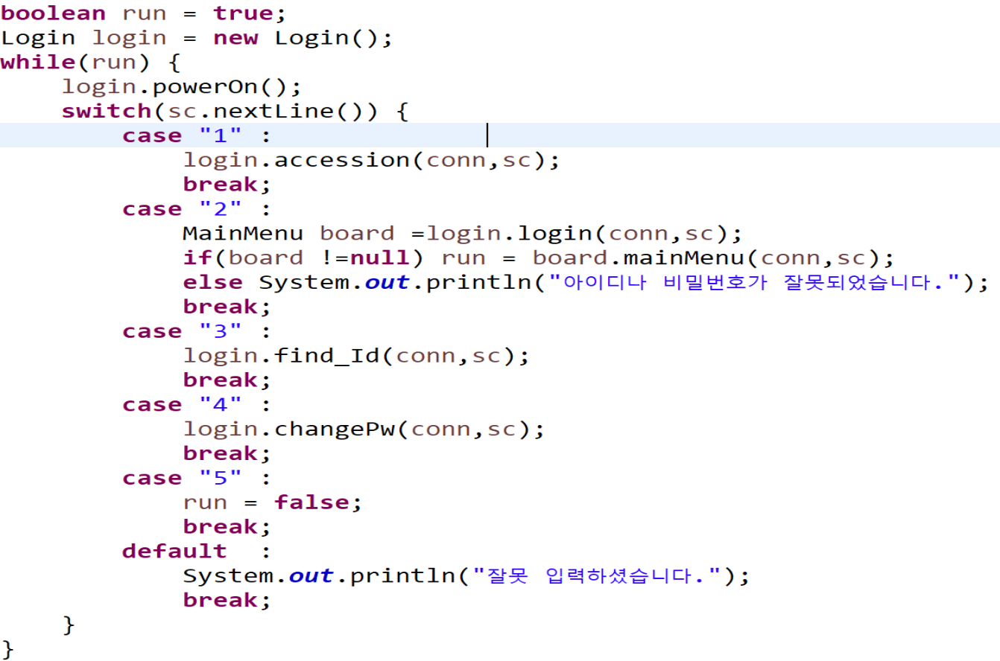 boolean run = true;
Login login = new Login();
while(run) {
    login.powerOn();
    switch(sc.nextLine()) {
        case "1" :
            login.accession(conn,sc);
            break;
        case "2" :
            MainMenu board =login.login(conn,sc);
            if(board !=null) run = board.mainMenu(conn,sc);
            else System.out.println("아이디나 비밀번호가 잘못되었습니다.");
            break;
        case "3" :
            login.find_Id(conn,sc);
            break;
        case "4" :
            login.changePw(conn,sc);
            break;
        case "5" :
            run = false;
            break;
        default  :
            System.out.println("잘못 입력하셨습니다.");
            break;
    }
}